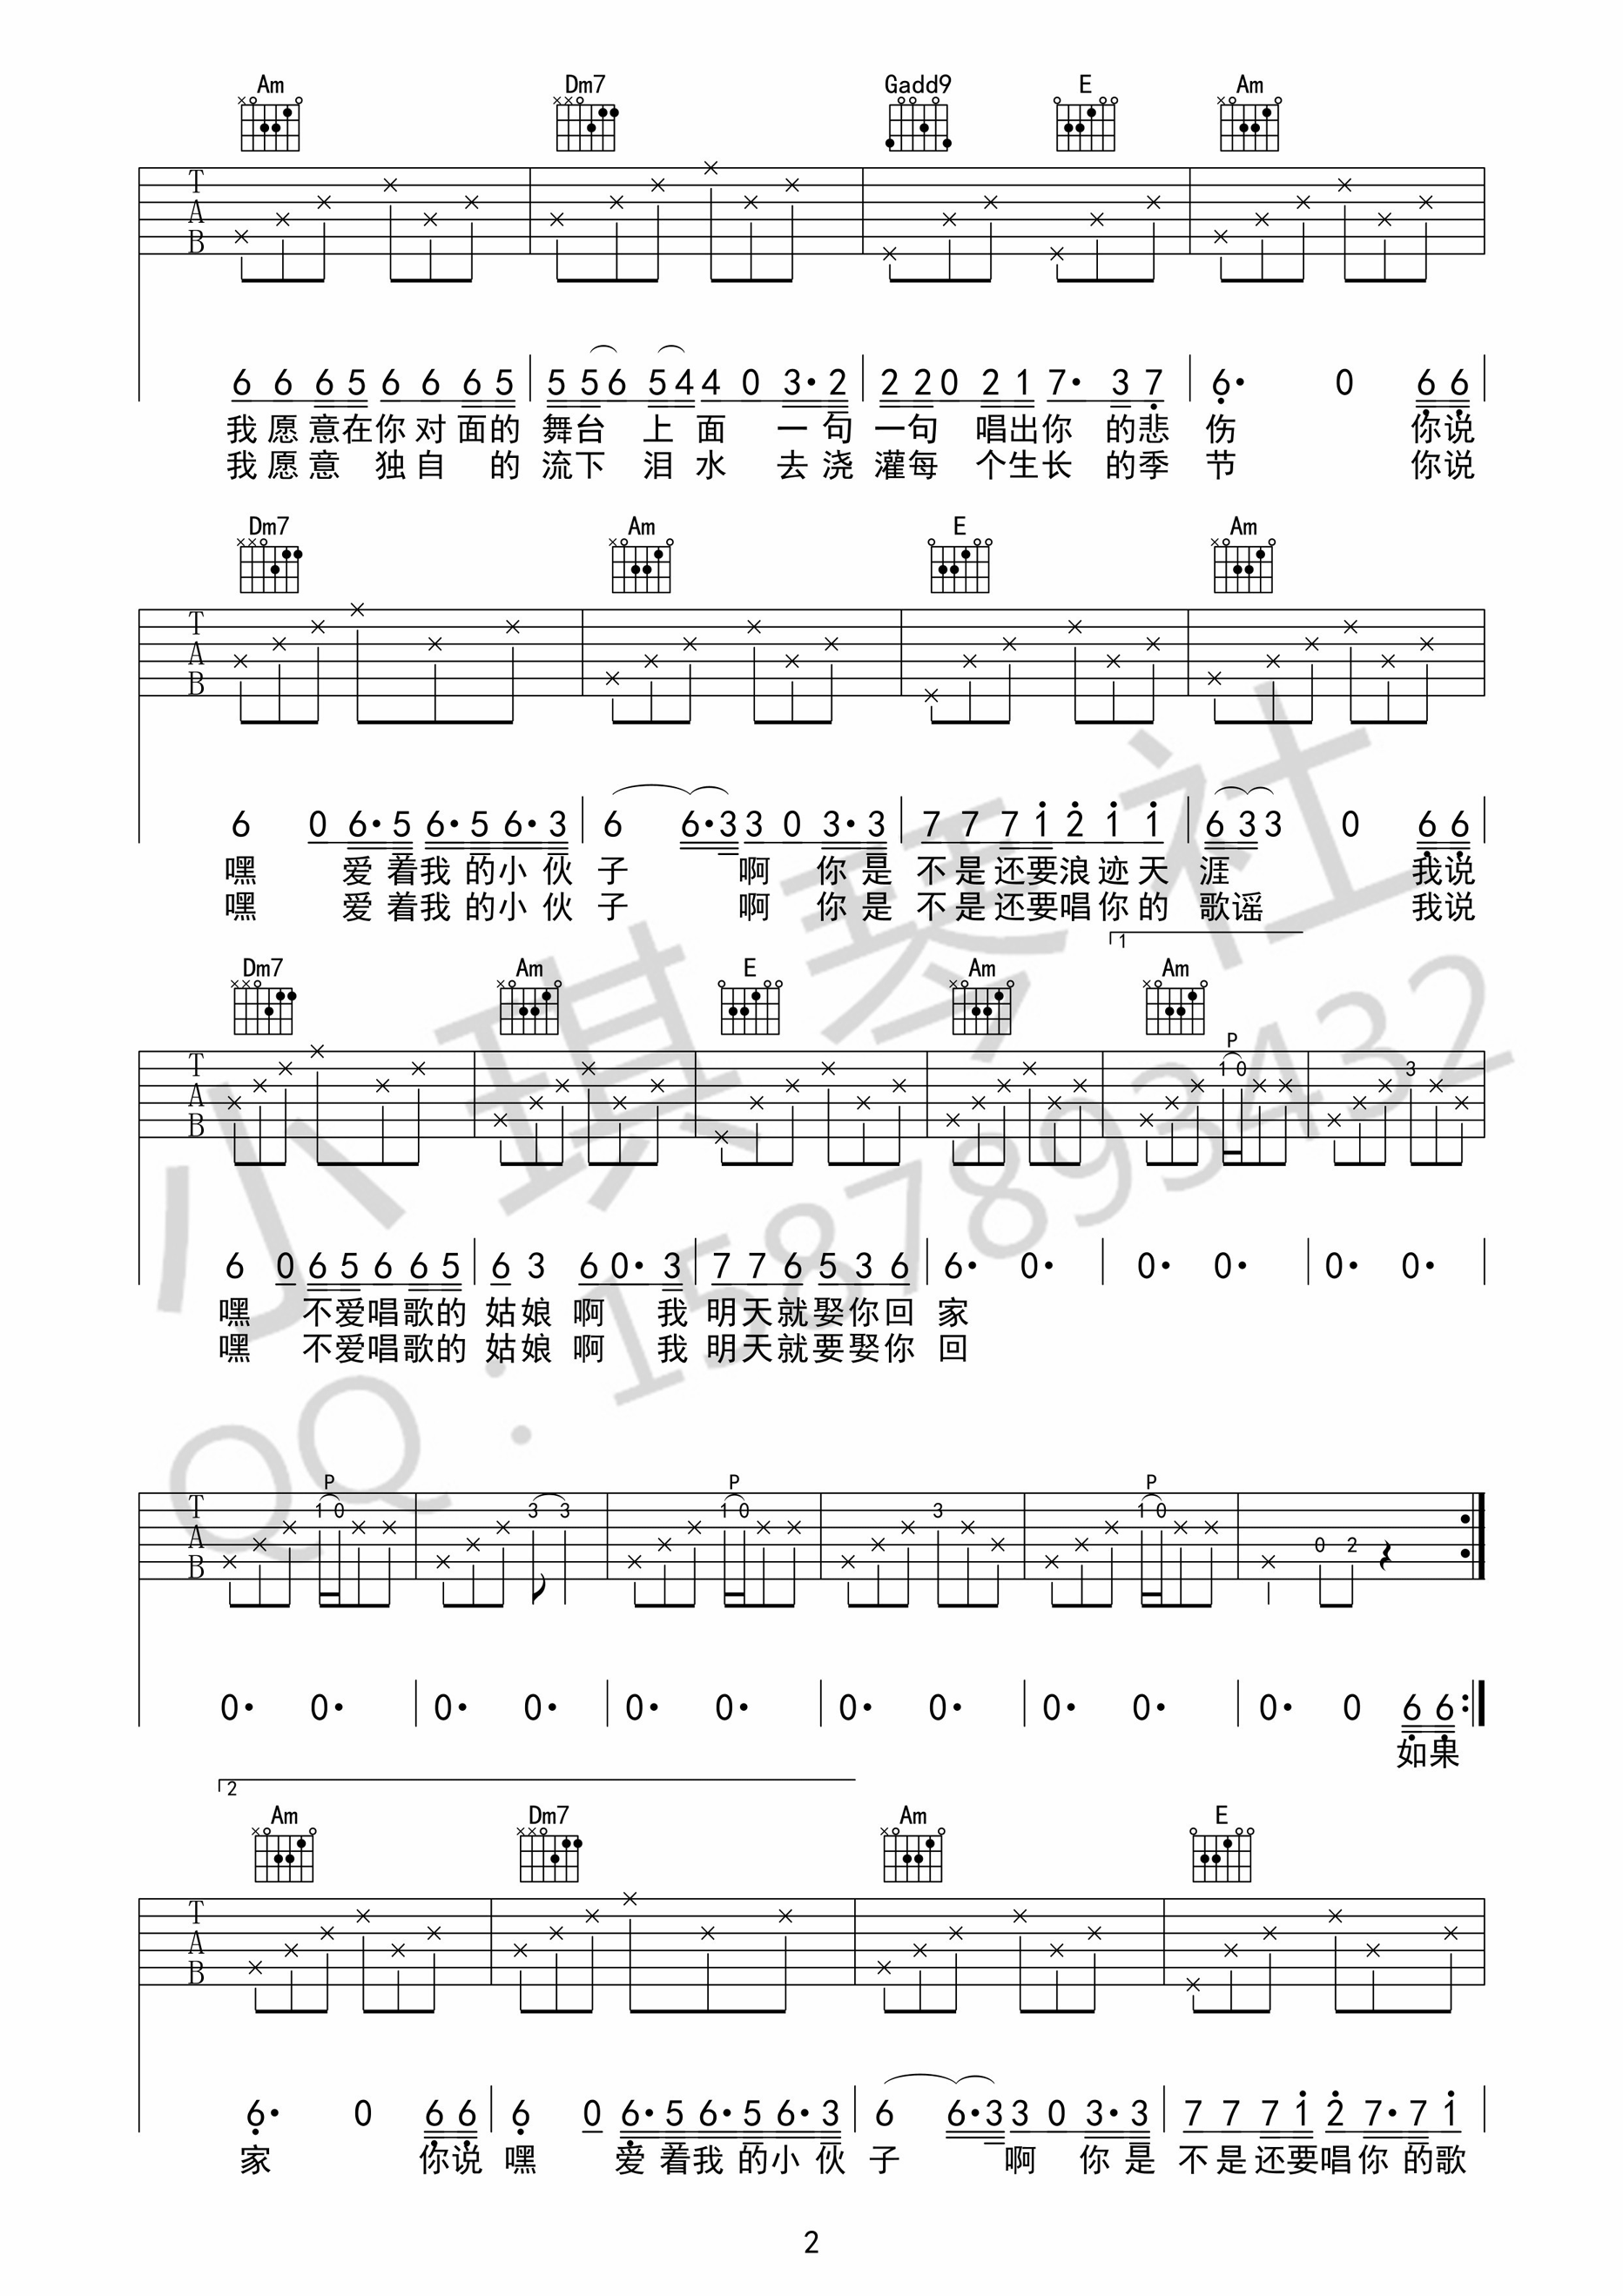 Am Dm7 Gadd9 E Am
T A B
6 6 6 5 6 6 6 5 | 5 5 6 5 4 4 0 3· 2 | 2 2 0 2 1 7· 3 7 | 6· 0 6 6 |
我愿意在你对面的舞台上面一句一句唱出你的悲伤 你说
我愿意独自的流下泪水去浇灌每个生长的季节 你说
Dm7 Am E Am
T A B
6 0 6· 5 6· 5 6· 3 | 6 6· 3 3 0 3· 3 | 7 7 7 1 2 1 1 | 6 3 3 0 6 6 |
嘿 爱着我的小伙子 啊 你是不是还要浪迹天涯 我说
嘿 爱着我的小伙子 啊 你是不是还要唱你的歌谣 我说
1
Dm7 Am E Am Am
P
T A B 1 0 3
6 0 6 5 6 6 5 | 6 3 6 0· 3 | 7 7 6 5 3 6 | 6· 0· | 0· 0· | 0· 0· |
嘿 不爱唱歌的姑娘啊 我明天就娶你回家
嘿 不爱唱歌的姑娘啊 我明天就要娶你回
P P P
T A B 1 0 3 3 1 0 3 1 0 0 2
0· 0· | 0· 0· | 0· 0· | 0· 0· | 0· 0· | 0· 0 6 6 :|
如果
2
Am Dm7 Am E
T A B
6· 0 6 6 | 6 0 6· 5 6· 5 6· 3 | 6 6· 3 3 0 3· 3 | 7 7 7 1 2 7· 7 1 |
家 你说嘿 爱着我的小伙子 啊 你是不是还要唱你的歌
2
小琪琴社
QQ:1587893432